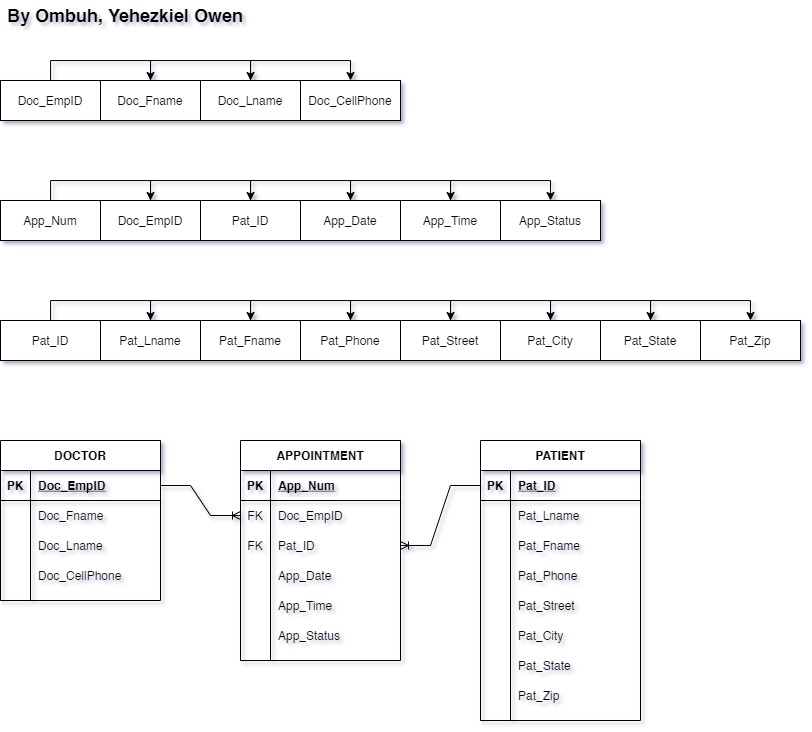 By Ombuh, Yehezkiel Owen
Doc_EmpID Doc_Fname Doc_Lname Doc_CellPhone
App_Num Doc_EmpID Pat_ID App_Date App_Time App_Status
Pat_ID Pat_Lname Pat_Fname Pat_Phone Pat_Street Pat_City Pat_State Pat_Zip
DOCTOR
PK Doc_EmpID
Doc_Fname
Doc_Lname
Doc_CellPhone
APPOINTMENT
PK App_Num
FK Doc_EmpID
FK Pat_ID
App_Date
App_Time
App_Status
PATIENT
PK Pat_ID
Pat_Lname
Pat_Fname
Pat_Phone
Pat_Street
Pat_City
Pat_State
Pat_Zip